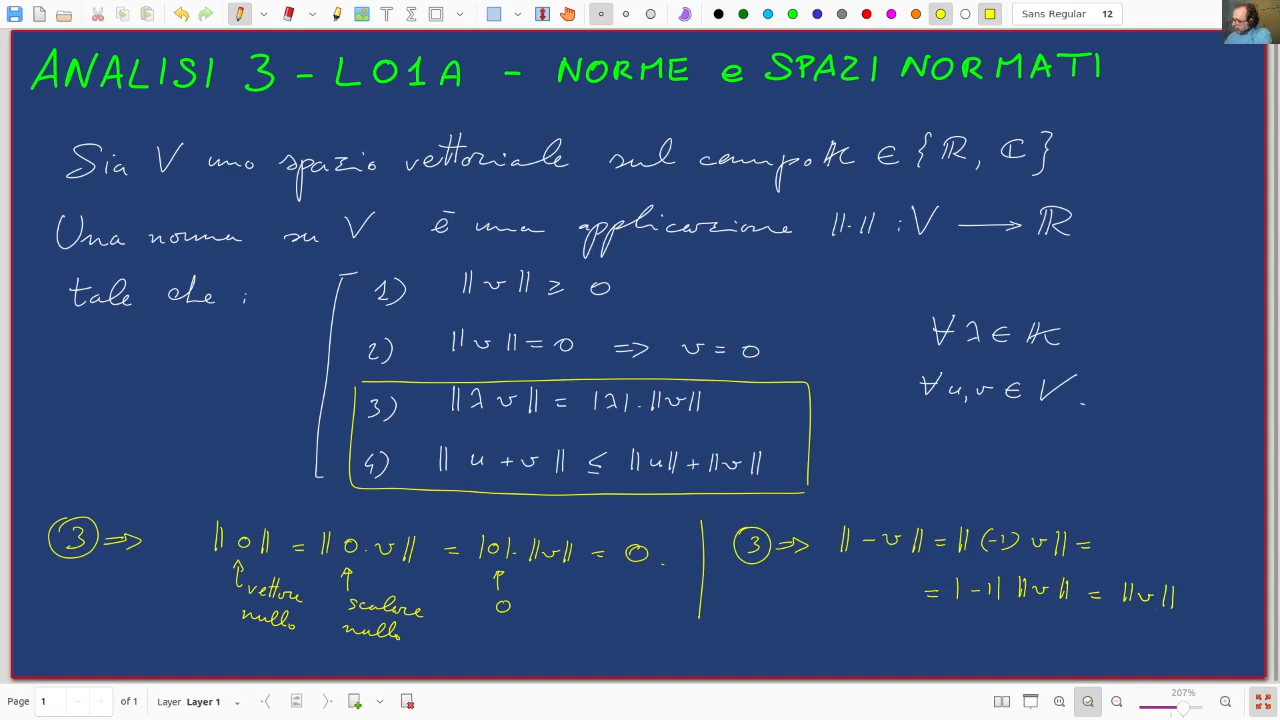 Sans Regular 12
ANALISI 3 - L01A - NORME e SPAZI NORMATI
Sia V uno spazio vettoriale sul campo 𝕂 ∈ {ℝ, ℂ}
Una norma su V è una applicazione ||·|| : V ⟶ ℝ
tale che :
1) ||v|| ≥ 0
2) ||v|| = 0 ⇒ v = 0
3) ||λv|| = |λ|·||v||
4) ||u + v|| ≤ ||u|| + ||v||
∀ λ ∈ 𝕂
∀ u, v ∈ V.
③ ⇒ ||0|| = ||0·v|| = |0|·||v|| = 0.
↑ vettore nullo
↑ scalare nullo
↑ 0
③ ⇒ ||-v|| = ||(-1) v|| =
= |-1| ||v|| = ||v||
Page 1 of 1 Layer Layer 1 207%